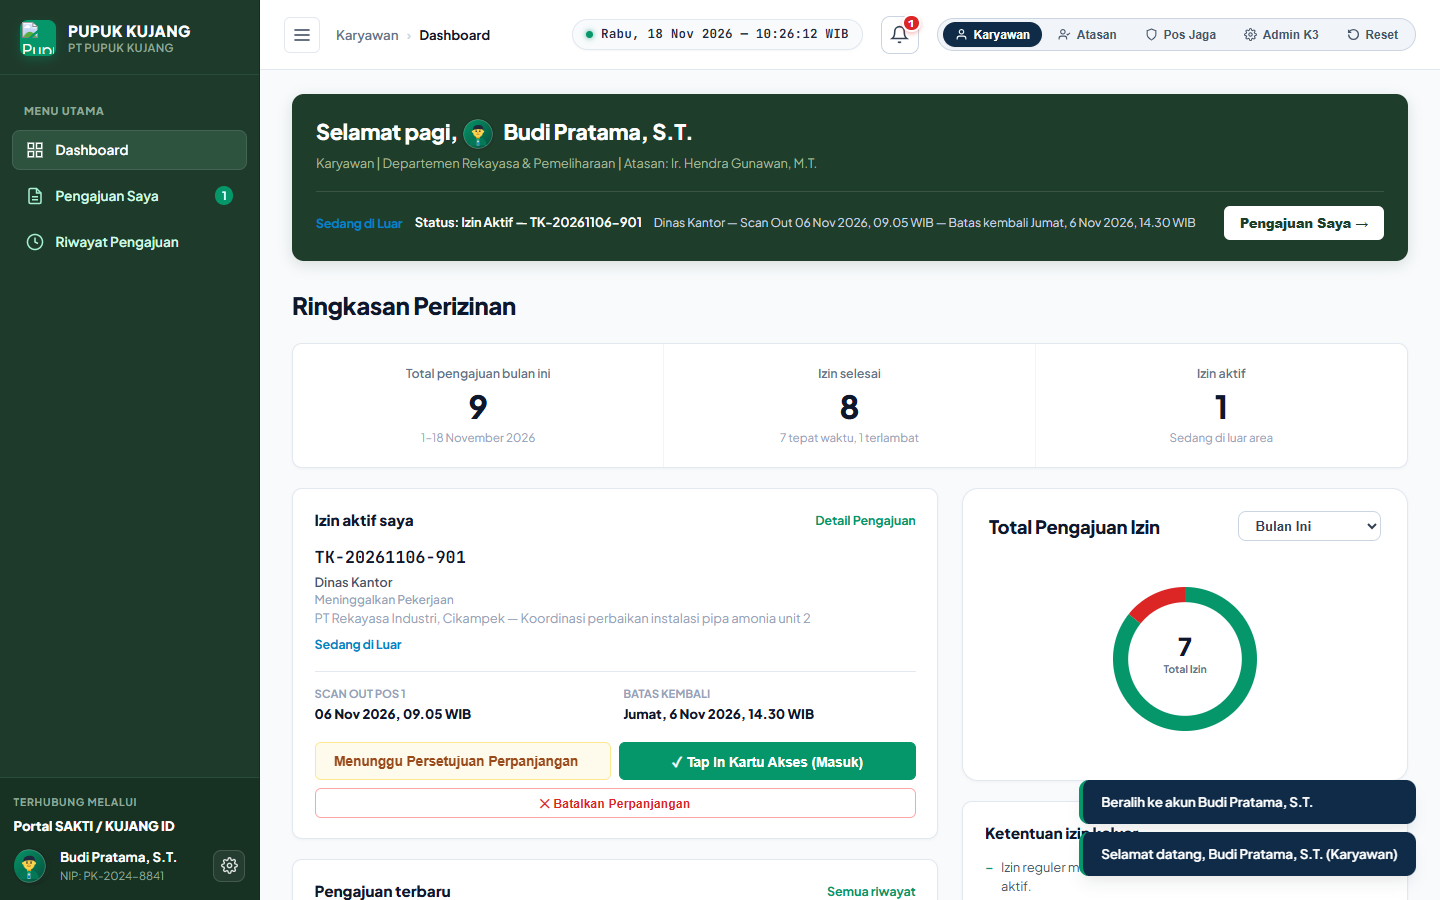 PUPUK KUJANG
PT PUPUK KUJANG
MENU UTAMA
Dashboard
Pengajuan Saya 1
Riwayat Pengajuan
TERHUBUNG MELALUI
Portal SAKTI / KUJANG ID
Budi Pratama, S.T.
NIP: PK-2024-8841
Karyawan › Dashboard
Rabu, 18 Nov 2026 — 10:26:12 WIB
1
Karyawan Atasan Pos Jaga Admin K3 Reset
Selamat pagi, Budi Pratama, S.T.
Karyawan | Departemen Rekayasa & Pemeliharaan | Atasan: Ir. Hendra Gunawan, M.T.
Sedang di Luar Status: Izin Aktif — TK-20261106-901 Dinas Kantor — Scan Out 06 Nov 2026, 09.05 WIB — Batas kembali Jumat, 6 Nov 2026, 14.30 WIB
Pengajuan Saya →
Ringkasan Perizinan
Total pengajuan bulan ini
9
1–18 November 2026
Izin selesai
8
7 tepat waktu, 1 terlambat
Izin aktif
1
Sedang di luar area
Izin aktif saya
Detail Pengajuan
TK-20261106-901
Dinas Kantor
Meninggalkan Pekerjaan
PT Rekayasa Industri, Cikampek — Koordinasi perbaikan instalasi pipa amonia unit 2
Sedang di Luar
SCAN OUT POS 1
06 Nov 2026, 09.05 WIB
BATAS KEMBALI
Jumat, 6 Nov 2026, 14.30 WIB
Menunggu Persetujuan Perpanjangan
✓ Tap In Kartu Akses (Masuk)
✕ Batalkan Perpanjangan
Pengajuan terbaru
Semua riwayat
Total Pengajuan Izin
Bulan Ini
7
Total Izin
Ketentuan izin keluar
– Izin reguler
aktif.
Beralih ke akun Budi Pratama, S.T.
Selamat datang, Budi Pratama, S.T. (Karyawan)